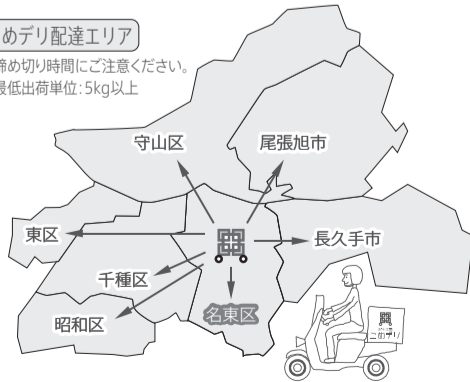 めデリ配達エリア
締め切り時間にご注意ください。
最低出荷単位:5kg以上
守山区
尾張旭市
東区
長久手市
千種区
名東区
昭和区